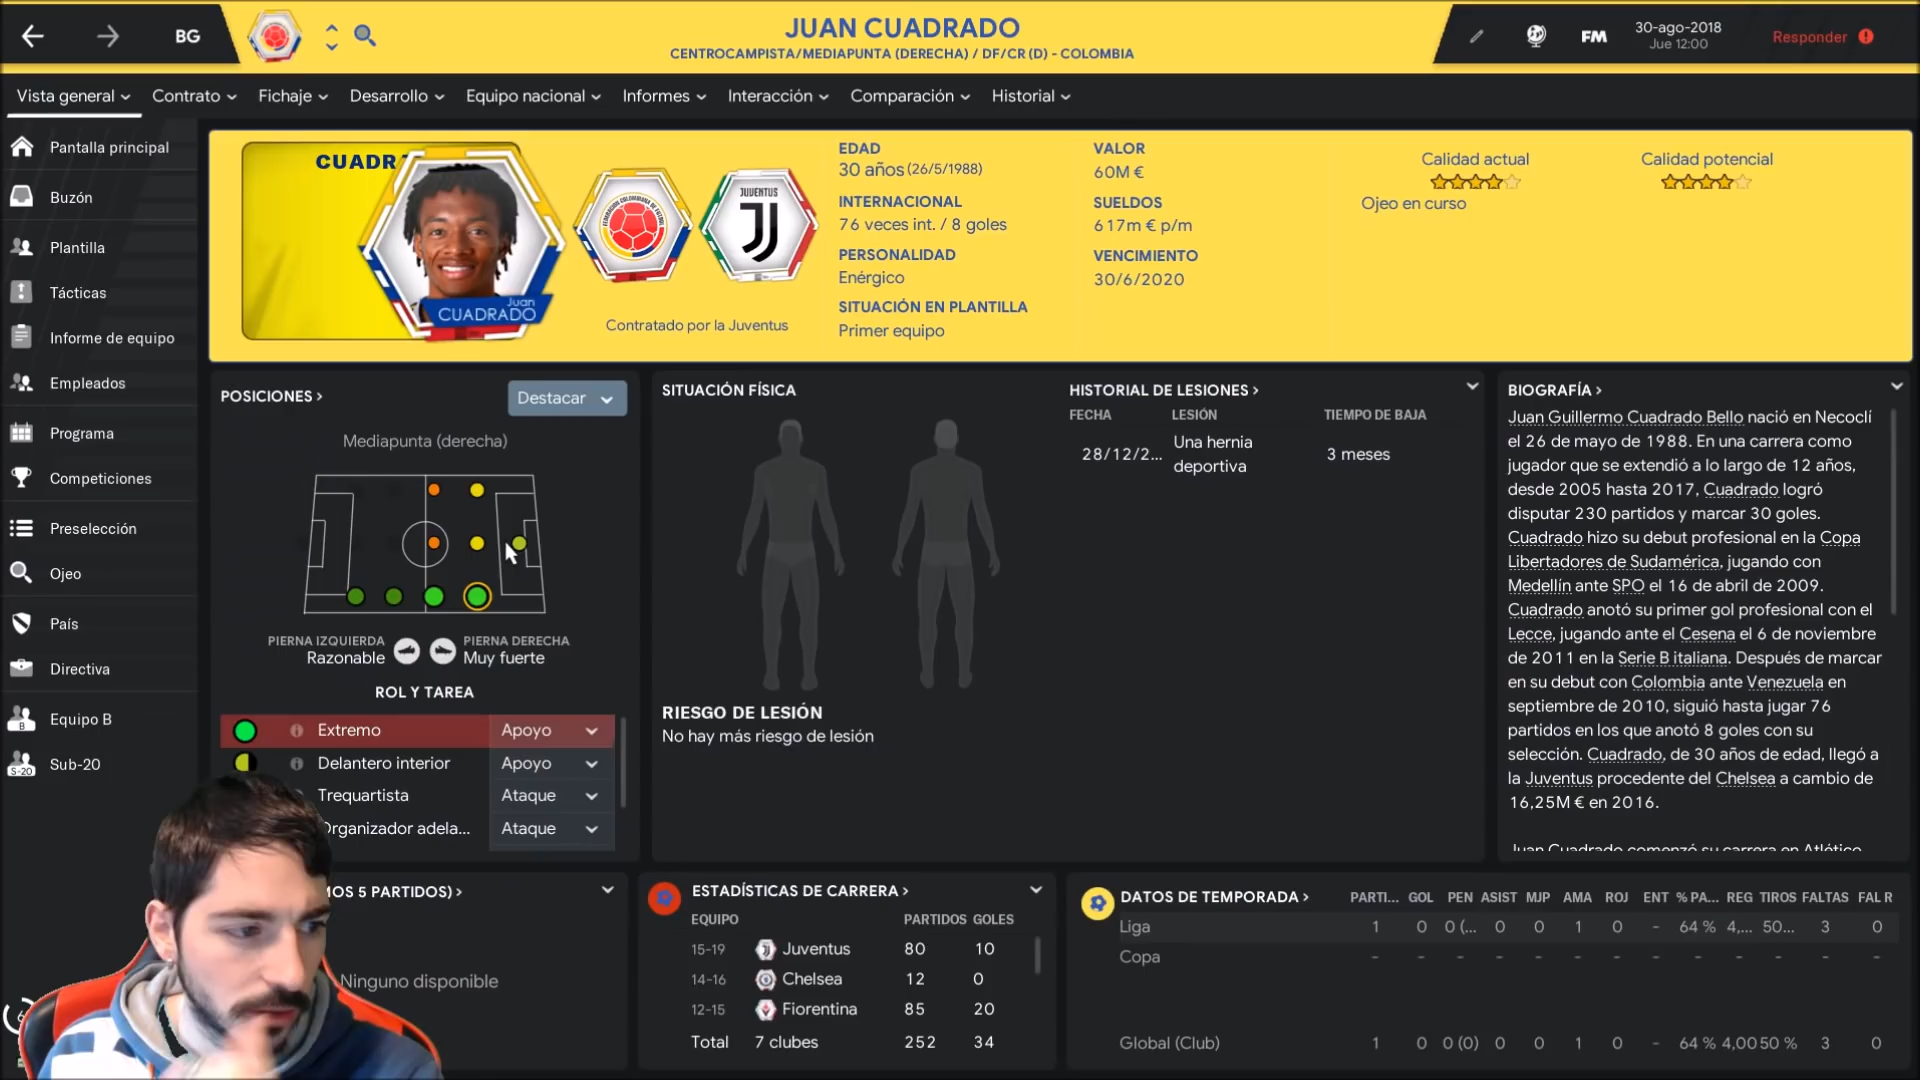 BG
JUAN CUADRADO
CENTROCAMPISTA/MEDIAPUNTA (DERECHA) / DF/CR (D) - COLOMBIA
FM
30-ago-2018
Jue 12:00
Responder
Vista general
Contrato
Fichaje
Desarrollo
Equipo nacional
Informes
Interacción
Comparación
Historial
Pantalla principal
Buzón
Plantilla
Tácticas
Informe de equipo
Empleados
Programa
Competiciones
Preselección
Ojeo
País
Directiva
Equipo B
Sub-20
Juan
CUADRADO
JUVENTUS
Contratado por la Juventus
EDAD
30 años (26/5/1988)
INTERNACIONAL
76 veces int. / 8 goles
PERSONALIDAD
Enérgico
SITUACIÓN EN PLANTILLA
Primer equipo
VALOR
60M €
SUELDOS
617m € p/m
VENCIMIENTO
30/6/2020
Calidad actual
Ojeo en curso
Calidad potencial
POSICIONES >
Destacar
Mediapunta (derecha)
PIERNA IZQUIERDA
Razonable
PIERNA DERECHA
Muy fuerte
ROL Y TAREA
Extremo Apoyo
Delantero interior Apoyo
Trequartista Ataque
Organizador adela... Ataque
SITUACIÓN FÍSICA
RIESGO DE LESIÓN
No hay más riesgo de lesión
HISTORIAL DE LESIONES >
FECHA LESIÓN TIEMPO DE BAJA
28/12/2... Una hernia deportiva 3 meses
BIOGRAFÍA >
Juan Guillermo Cuadrado Bello nació en Necoclí
el 26 de mayo de 1988. En una carrera como
jugador que se extendió a lo largo de 12 años,
desde 2005 hasta 2017, Cuadrado logró
disputar 230 partidos y marcar 30 goles.
Cuadrado hizo su debut profesional en la Copa
Libertadores de Sudamérica, jugando con
Medellín ante SPO el 16 de abril de 2009.
Cuadrado anotó su primer gol profesional con el
Lecce, jugando ante el Cesena el 6 de noviembre
de 2011 en la Serie B italiana. Después de marcar
en su debut con Colombia ante Venezuela en
septiembre de 2010, siguió hasta jugar 76
partidos en los que anotó 8 goles con su
selección. Cuadrado, de 30 años de edad, llegó a
la Juventus procedente del Chelsea a cambio de
16,25M € en 2016.
Juan Cuadrado comenzó su carrera en Atlético
5 PARTIDOS) >
Ninguno disponible
ESTADÍSTICAS DE CARRERA >
EQUIPO PARTIDOS GOLES
15-19 Juventus 80 10
14-16 Chelsea 12 0
12-15 Fiorentina 85 20
Total 7 clubes 252 34
DATOS DE TEMPORADA > PARTI... GOL PEN ASIST MJP AMA ROJ ENT % PA... REG TIROS FALTAS FAL R
Liga 1 0 0 (... 0 0 1 0 - 64 % 4,... 50... 3 0
Copa - - - - - - - - - - - - -
Global (Club) 1 0 0 (0) 0 0 1 0 - 64 % 4,00 50 % 3 0